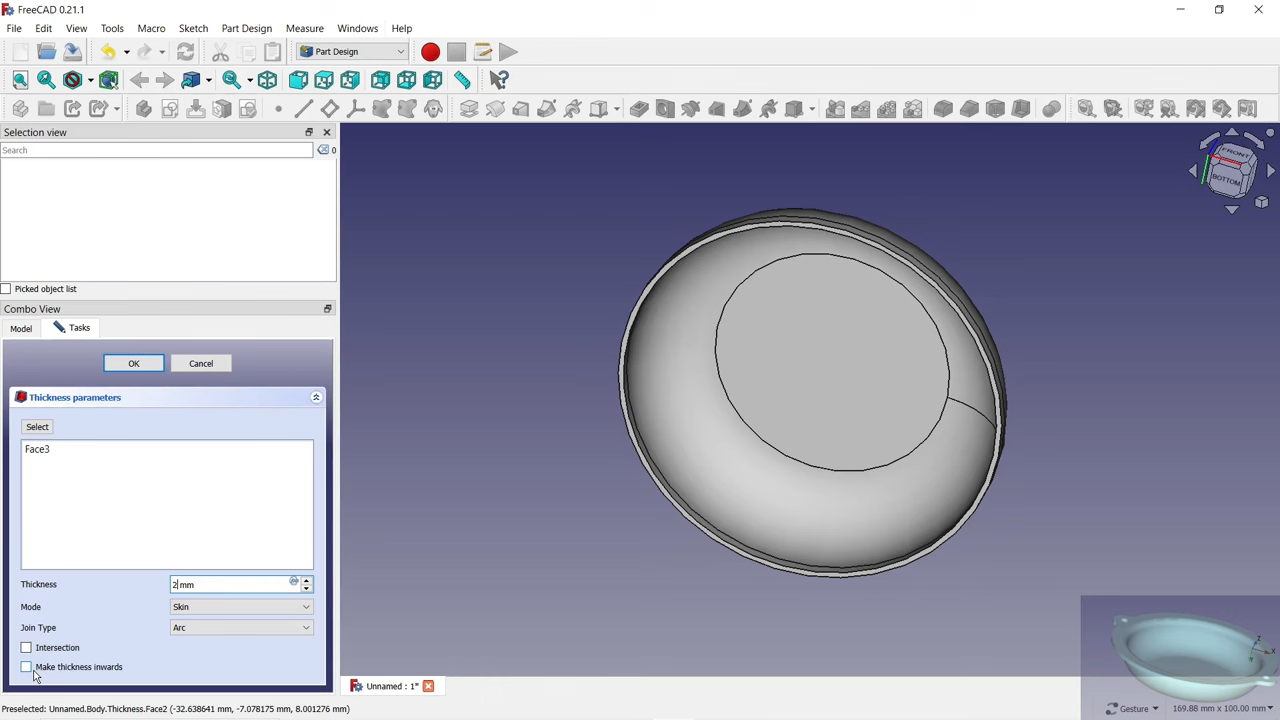 FreeCAD 0.21.1
File Edit View Tools Macro Sketch Part Design Measure Windows Help
Part Design
Selection view
Search
0
Picked object list
Combo View
Model Tasks
OK Cancel
Thickness parameters
Select
Face3
Thickness 2 mm
Mode Skin
Join Type Arc
Intersection
Make thickness inwards
FRONT
BOTTOM
Unnamed : 1*
Z
X
Y
Preselected: Unnamed.Body.Thickness.Face2 (-32.638641 mm, -7.078175 mm, 8.001276 mm)
Gesture 169.88 mm x 100.00 mm